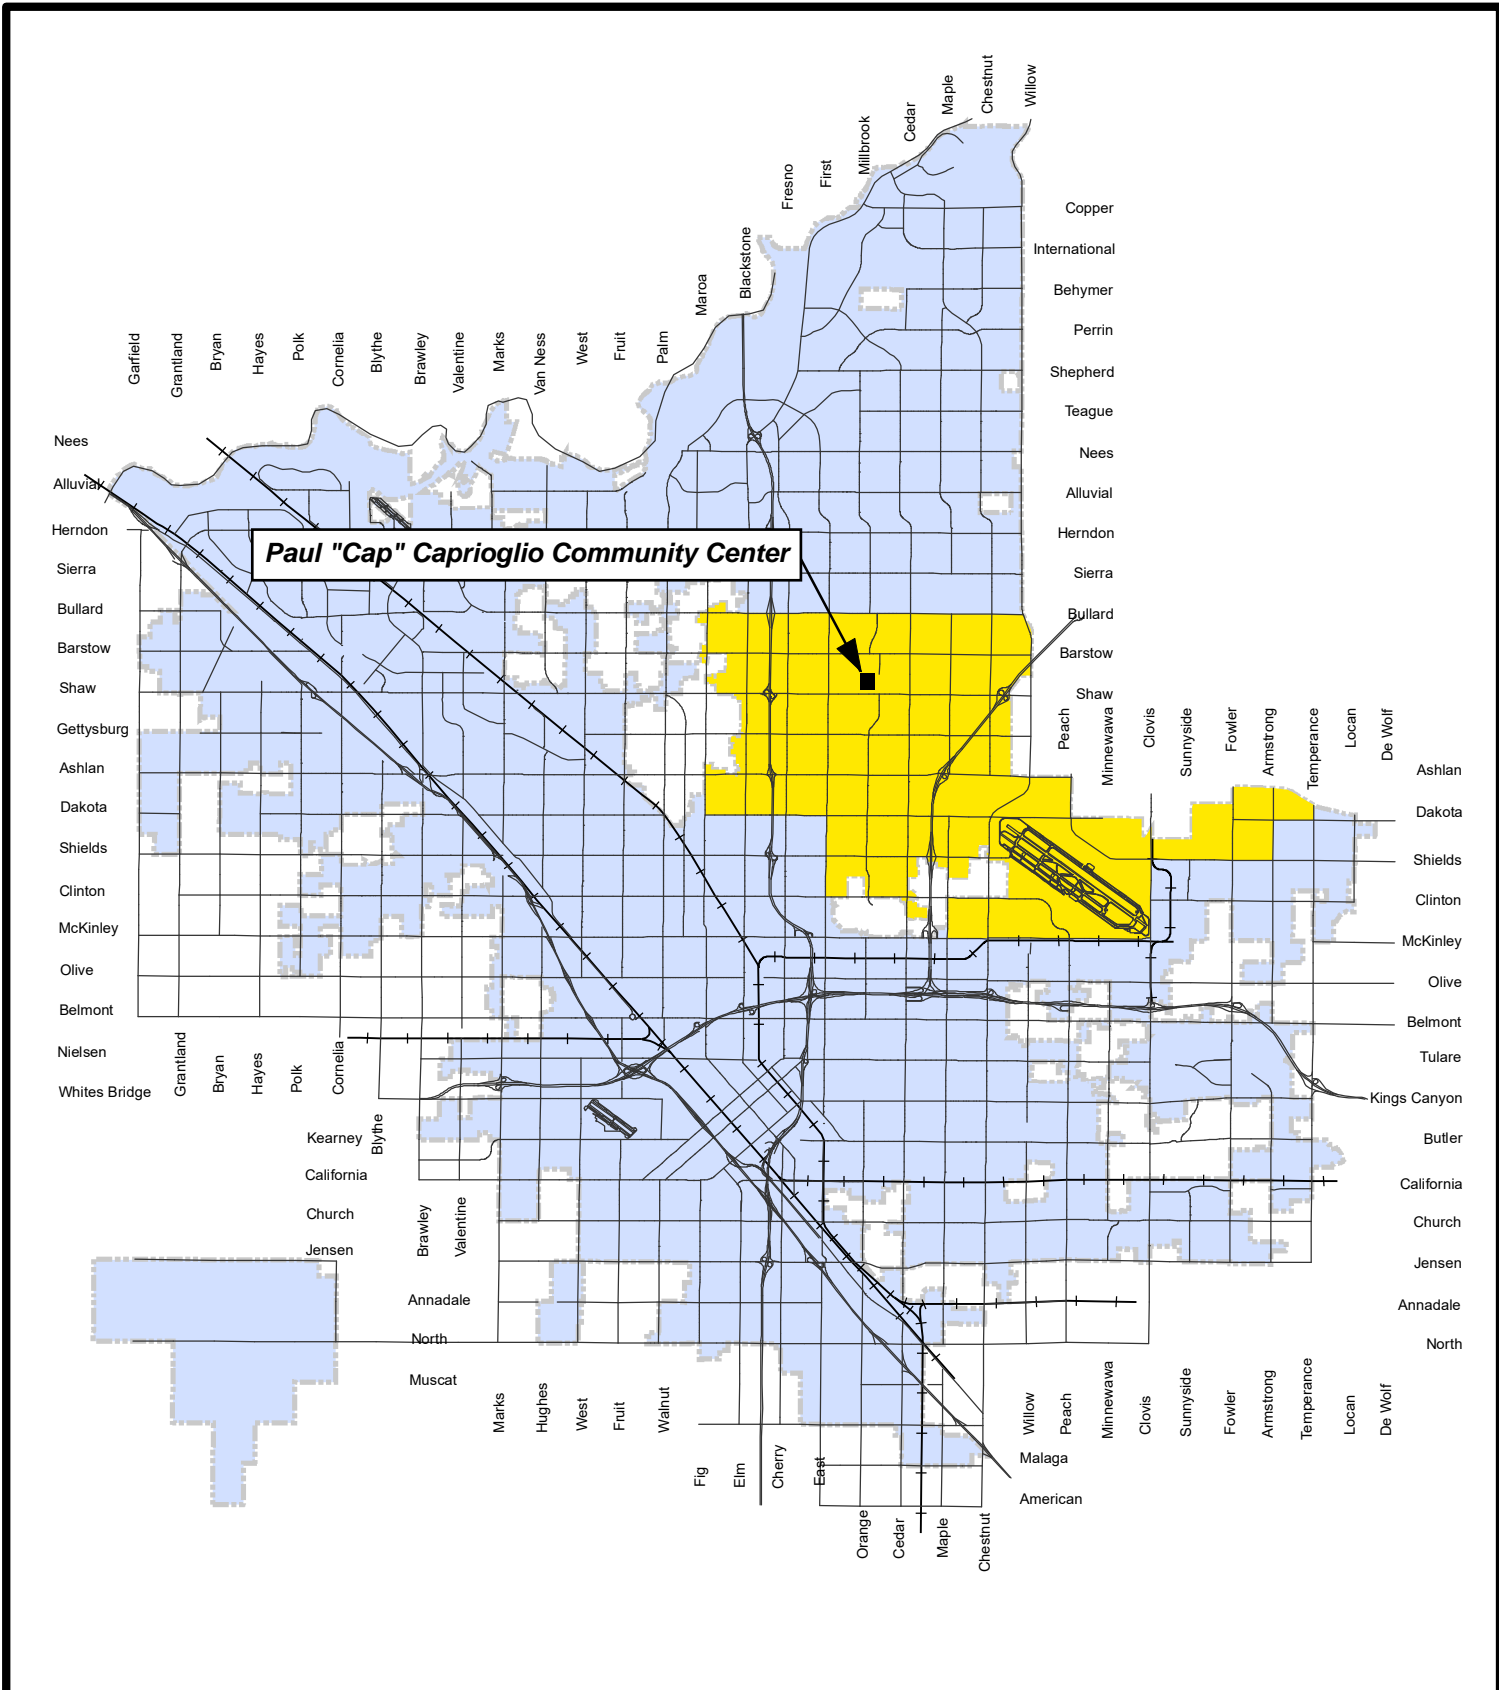 Willow
Chestnut
Maple
Cedar
Millbrook
First
Fresno
Blackstone
Maroa
Palm
Fruit
West
Van Ness
Marks
Valentine
Brawley
Blythe
Cornelia
Polk
Hayes
Bryan
Grantland
Garfield
Copper
International
Behymer
Perrin
Shepherd
Teague
Nees
Alluvial
Herndon
Sierra
Bullard
Barstow
Shaw
Nees
Alluvial
Herndon
Sierra
Bullard
Barstow
Shaw
Gettysburg
Ashlan
Dakota
Shields
Clinton
McKinley
Olive
Belmont
Nielsen
Whites Bridge
Paul "Cap" Caprioglio Community Center
Peach
Minnewawa
Clovis
Sunnyside
Fowler
Armstrong
Temperance
Locan
De Wolf
Ashlan
Dakota
Shields
Clinton
McKinley
Olive
Belmont
Tulare
Kings Canyon
Butler
California
Church
Jensen
Annadale
North
Grantland
Bryan
Hayes
Polk
Cornelia
Blythe
Kearney
California
Church
Jensen
Brawley
Valentine
Annadale
North
Muscat
Marks
Hughes
West
Fruit
Walnut
Fig
Elm
Cherry
East
Orange
Cedar
Maple
Chestnut
Willow
Peach
Minnewawa
Clovis
Sunnyside
Fowler
Armstrong
Temperance
Locan
De Wolf
Malaga
American